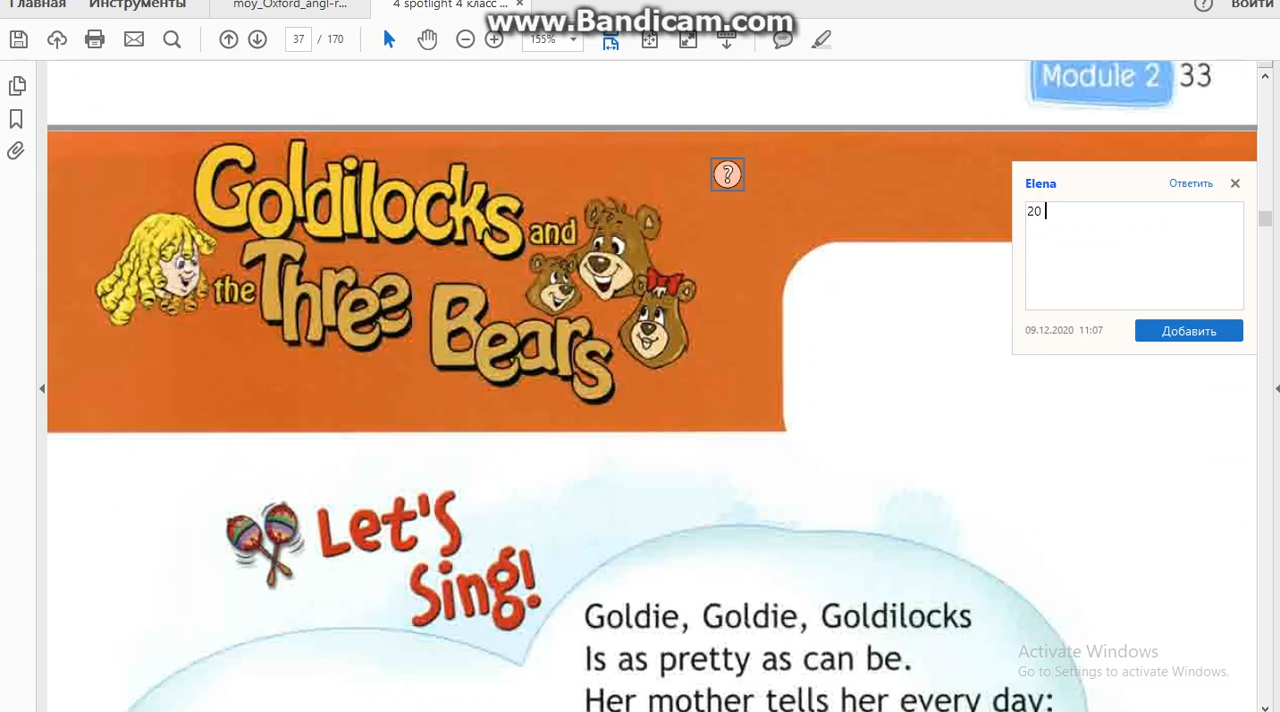 Главная
Инструменты
moy_Oxford_angl-r...
4 spotlight 4 класс ... ×
www.Bandicam.com
Войти
37 / 170
155%
Module 2 33
Goldilocks and
the Three Bears
?
Elena
Ответить
20
09.12.2020 11:07
Добавить
Let's
Sing!
Goldie, Goldie, Goldilocks
Is as pretty as can be.
Her mother tells her every day:
Activate Windows
Go to Settings to activate Windows.